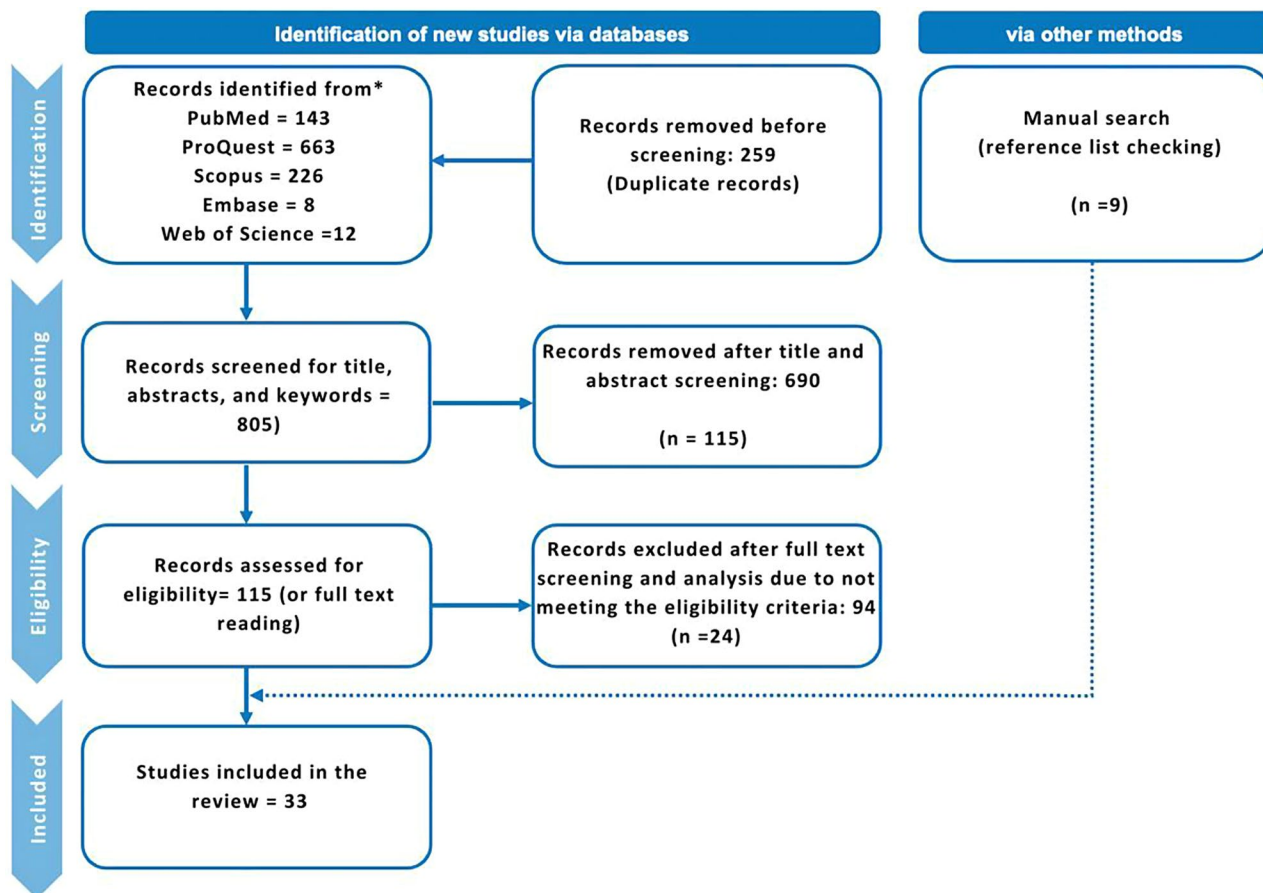 Identification of new studies via databases
via other methods
Identification
Records identified from*
PubMed = 143
ProQuest = 663
Scopus = 226
Embase = 8
Web of Science =12
Records removed before
screening: 259
(Duplicate records)
Manual search
(reference list checking)
(n =9)
Screening
Records screened for title,
abstracts, and keywords =
805)
Records removed after title and
abstract screening: 690
(n = 115)
Eligibility
Records assessed for
eligibility= 115 (or full text
reading)
Records excluded after full text
screening and analysis due to not
meeting the eligibility criteria: 94
(n =24)
Included
Studies included in the
review = 33